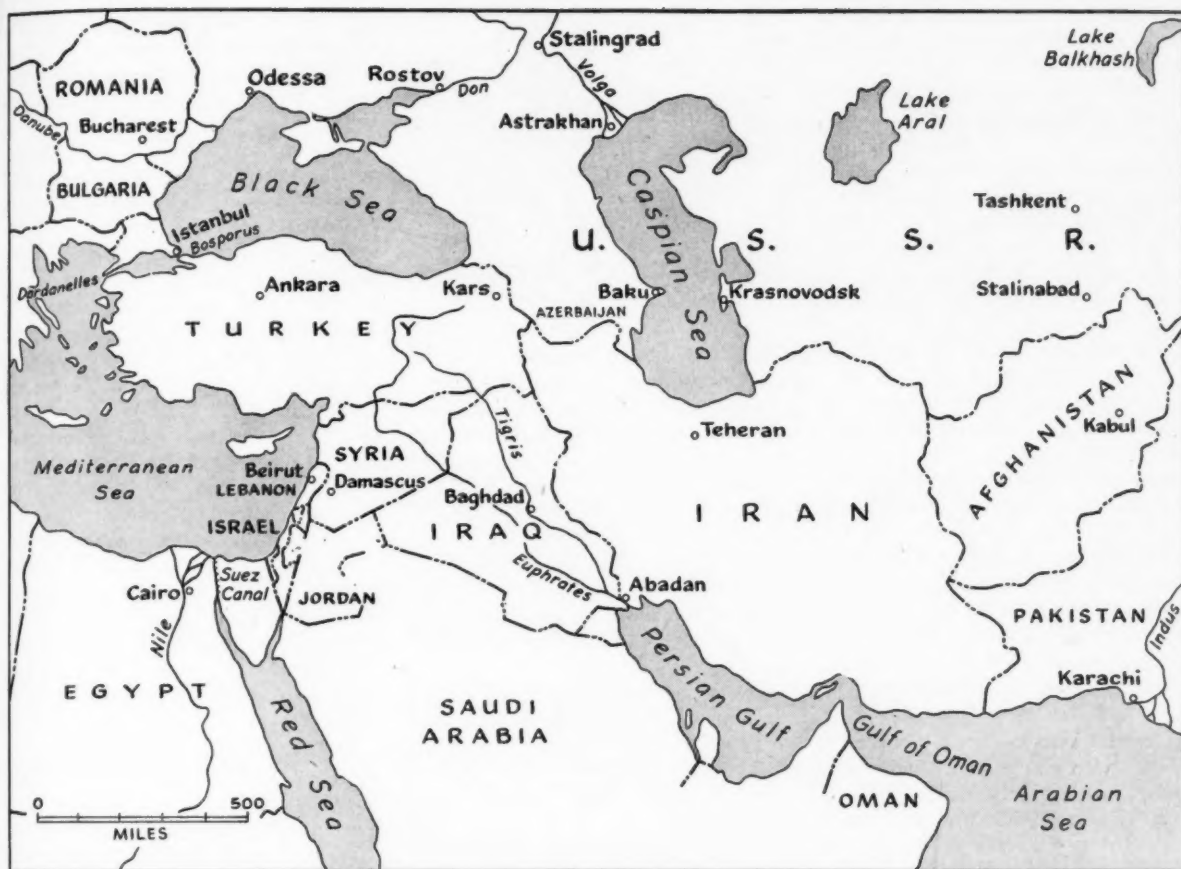 Stalingrad
Lake
Balkhash
ROMANIA
Odessa
Rostov
Don
Volga
Danube
Bucharest
Astrakhan
Lake
Aral
BULGARIA
Black Sea
Caspian
Sea
Tashkent
Istanbul
Bosporus
U. S. S. R.
Dardanelles
Ankara
Kars
Baku
Krasnovodsk
Stalinabad
AZERBAIJAN
TURKEY
AFGHANISTAN
Kabul
Teheran
Tigris
Mediterranean
Sea
Beirut
LEBANON
SYRIA
Damascus
Baghdad
ISRAEL
IRAQ
IRAN
Suez
Canal
Cairo
JORDAN
Euphrates
Abadan
Nile
PAKISTAN
Indus
Karachi
EGYPT
Red Sea
SAUDI
ARABIA
Persian Gulf
Gulf of Oman
OMAN
Arabian
Sea
0 500
MILES